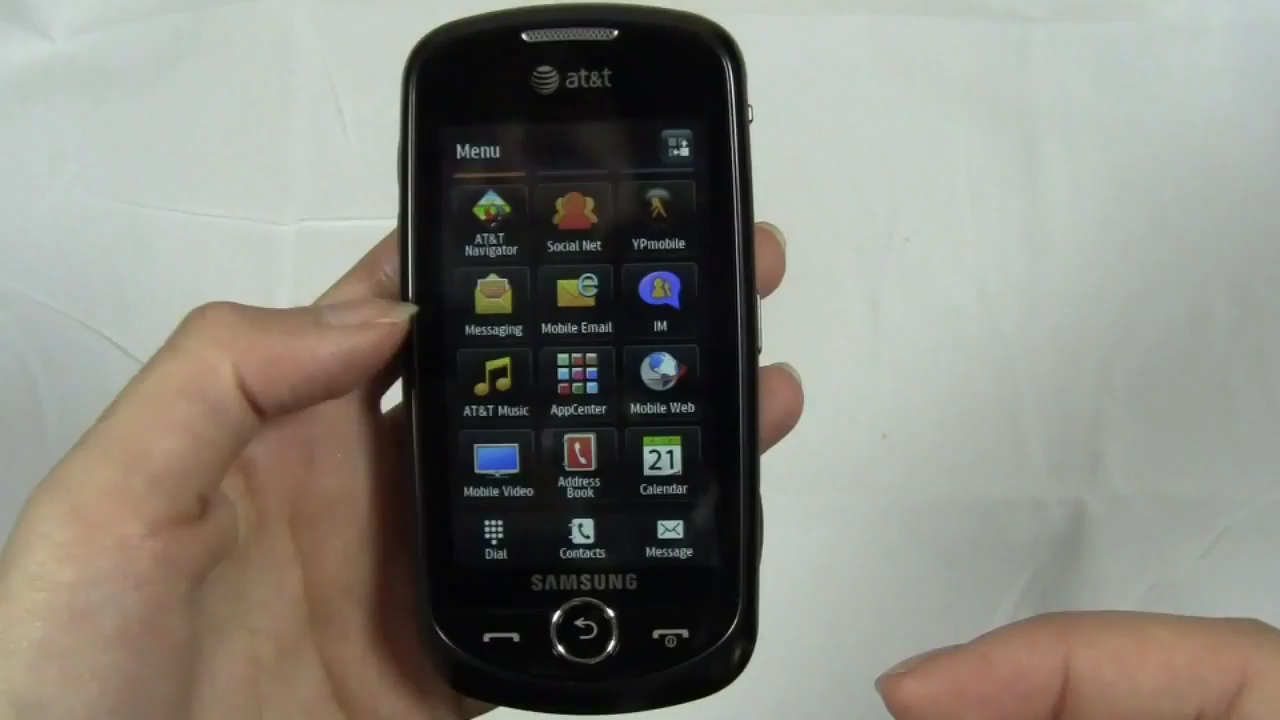 at&t
Menu
AT&T Navigator
Social Net
YPmobile
Messaging
Mobile Email
IM
AT&T Music
AppCenter
Mobile Web
Mobile Video
Address Book
21
Calendar
Dial
Contacts
Message
SAMSUNG